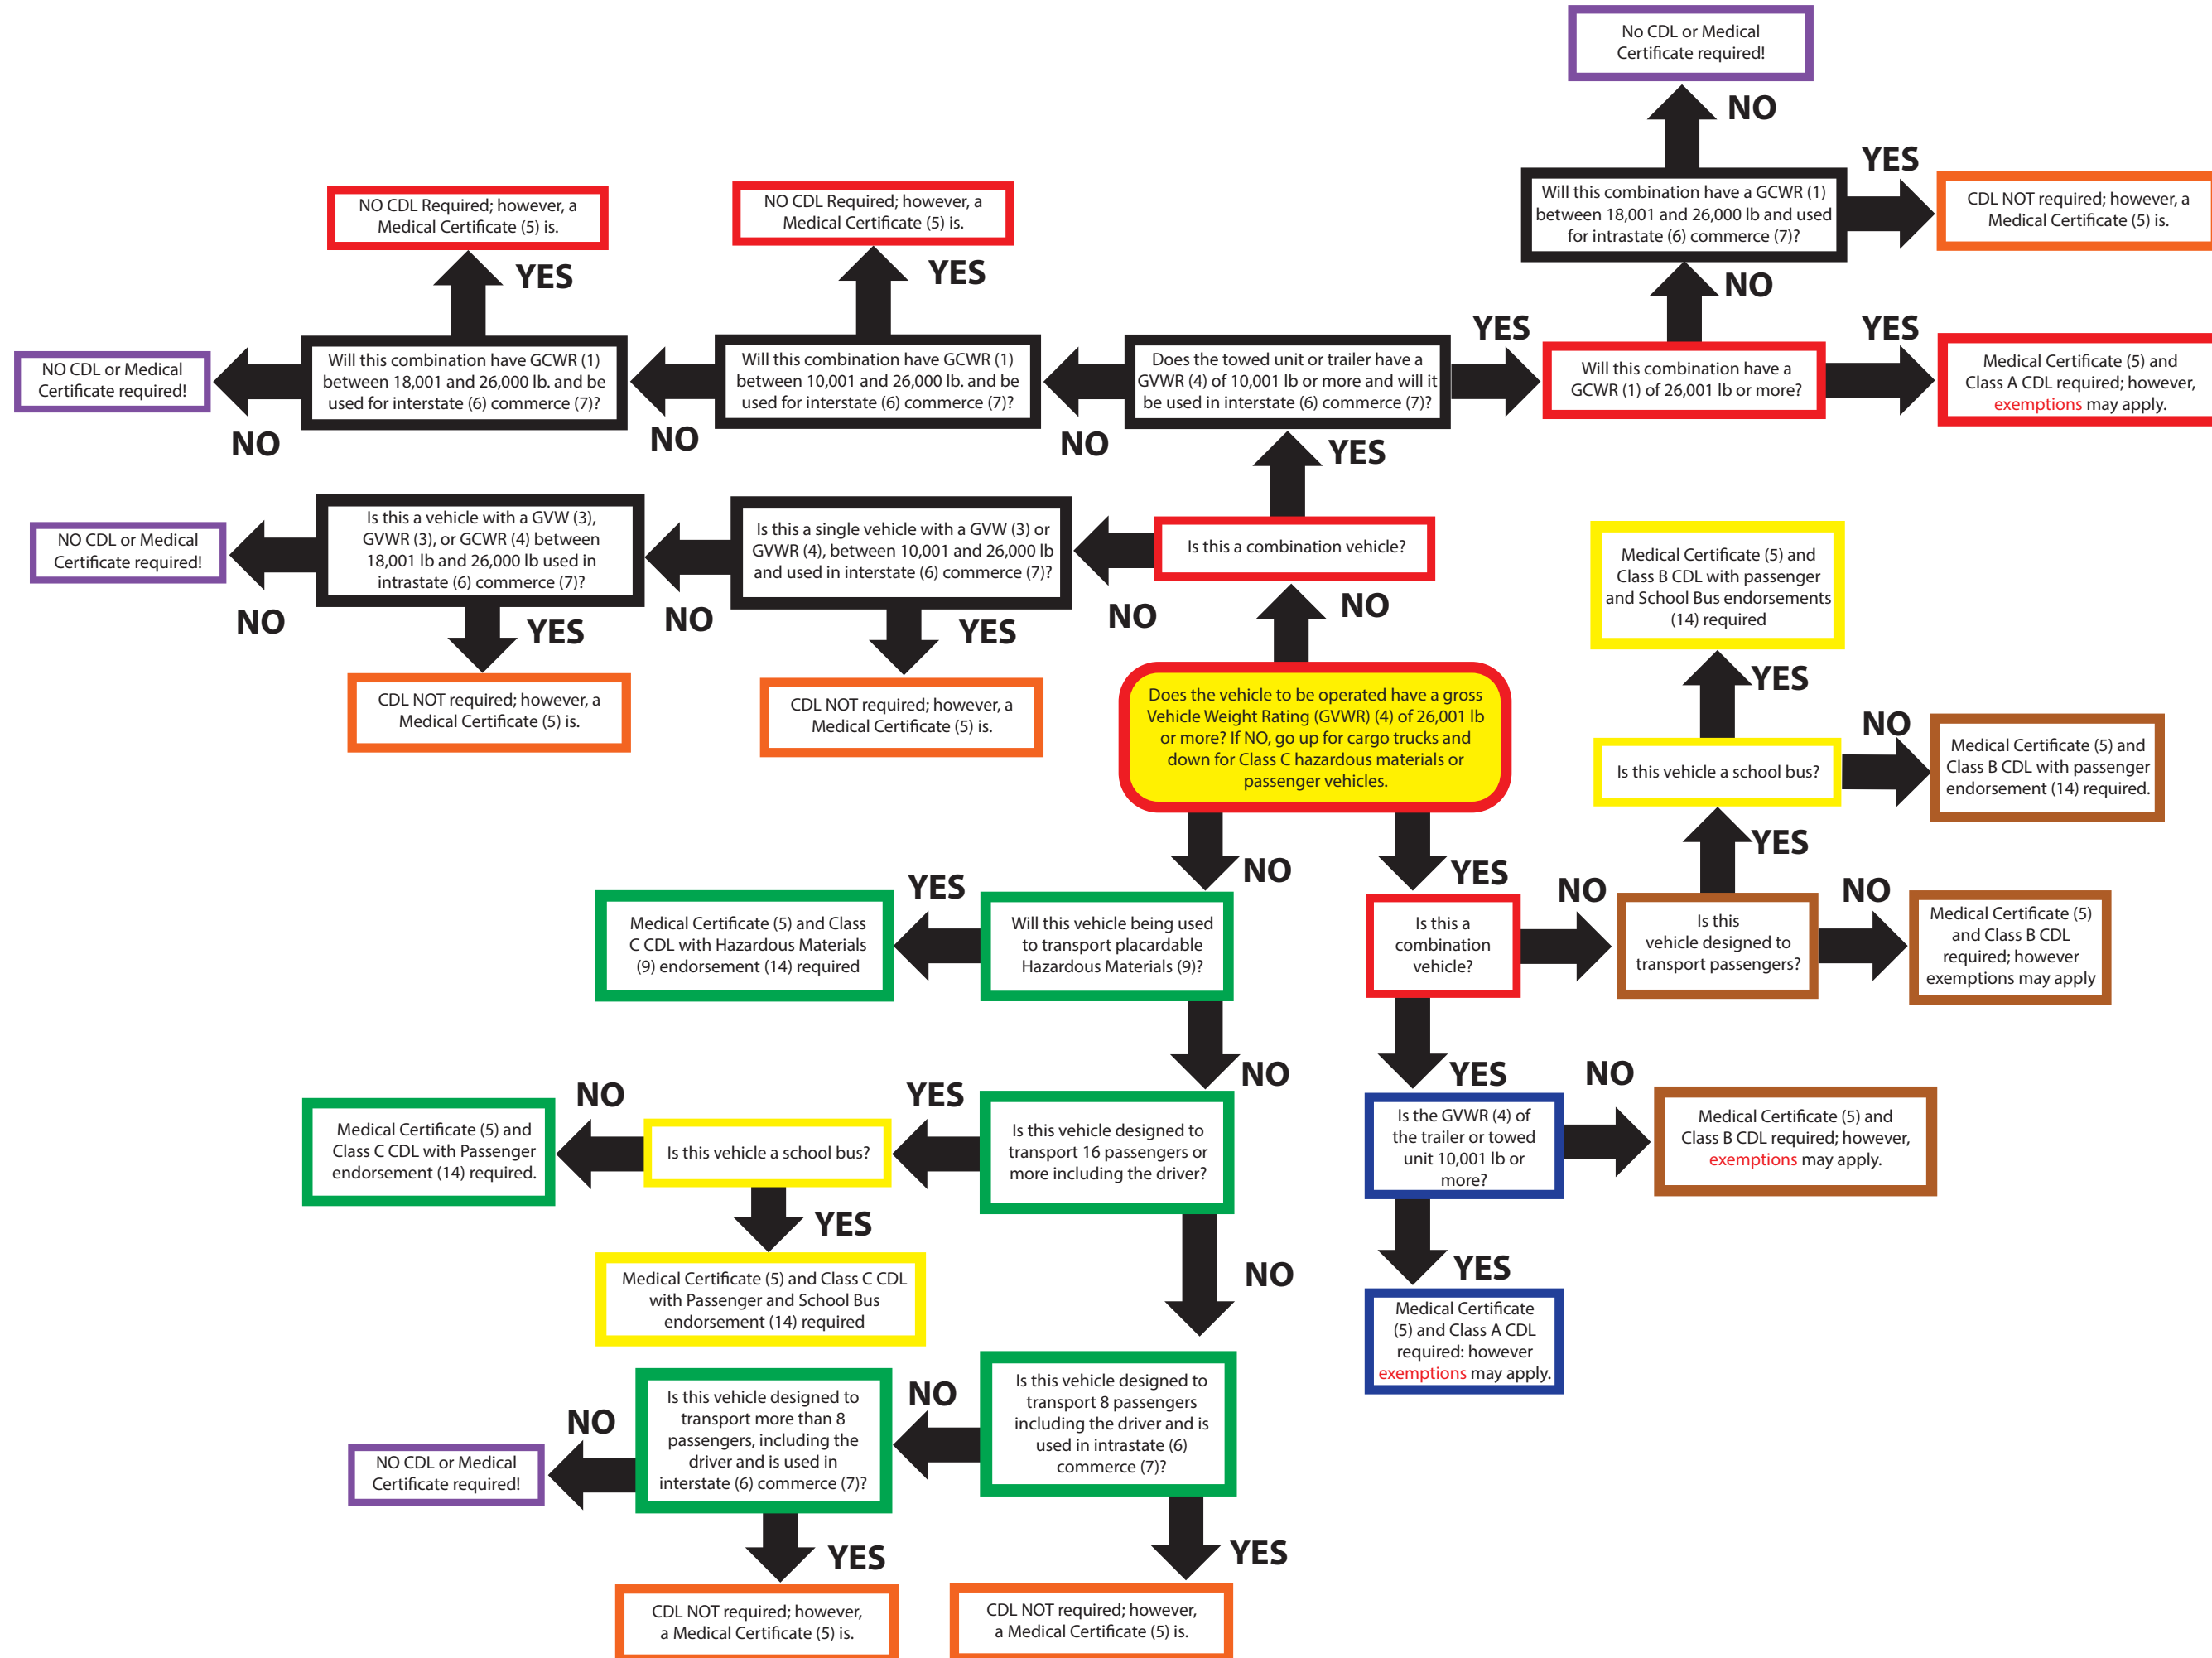 No CDL or Medical
Certificate required!
NO
YES
Will this combination have a GCWR (1)
between 18,001 and 26,000 lb and used
for intrastate (6) commerce (7)?
CDL NOT required; however, a
Medical Certificate (5) is.
NO
NO CDL Required; however, a
Medical Certificate (5) is.
YES
NO CDL Required; however, a
Medical Certificate (5) is.
YES
NO CDL or Medical
Certificate required!
NO
Will this combination have GCWR (1)
between 18,001 and 26,000 lb. and be
used for interstate (6) commerce (7)?
NO
Will this combination have GCWR (1)
between 10,001 and 26,000 lb. and be
used for interstate (6) commerce (7)?
NO
Does the towed unit or trailer have a
GVWR (4) of 10,001 lb or more and will it
be used in interstate (6) commerce (7)?
YES
Will this combination have a
GCWR (1) of 26,001 lb or more?
YES
Medical Certificate (5) and
Class A CDL required; however,
exemptions may apply.
YES
NO CDL or Medical
Certificate required!
NO
Is this a vehicle with a GVW (3),
GVWR (3), or GCWR (4) between
18,001 lb and 26,000 lb used in
intrastate (6) commerce (7)?
NO
Is this a single vehicle with a GVW (3) or
GVWR (4), between 10,001 and 26,000 lb
and used in interstate (6) commerce (7)?
NO
Is this a combination vehicle?
NO
YES
CDL NOT required; however, a
Medical Certificate (5) is.
YES
CDL NOT required; however, a
Medical Certificate (5) is.
Does the vehicle to be operated have a gross
Vehicle Weight Rating (GVWR) (4) of 26,001 lb
or more? If NO, go up for cargo trucks and
down for Class C hazardous materials or
passenger vehicles.
Medical Certificate (5) and
Class B CDL with passenger
and School Bus endorsements
(14) required
YES
Is this vehicle a school bus?
NO
Medical Certificate (5) and
Class B CDL with passenger
endorsement (14) required.
YES
NO
YES
Medical Certificate (5) and Class
C CDL with Hazardous Materials
(9) endorsement (14) required
YES
Will this vehicle being used
to transport placardable
Hazardous Materials (9)?
Is this a
combination
vehicle?
NO
Is this
vehicle designed to
transport passengers?
NO
Medical Certificate (5)
and Class B CDL
required; however
exemptions may apply
NO
YES
Medical Certificate (5) and
Class C CDL with Passenger
endorsement (14) required.
NO
Is this vehicle a school bus?
YES
Is this vehicle designed to
transport 16 passengers or
more including the driver?
Is the GVWR (4) of
the trailer or towed
unit 10,001 lb or
more?
NO
Medical Certificate (5) and
Class B CDL required; however,
exemptions may apply.
YES
Medical Certificate (5) and Class C CDL
with Passenger and School Bus
endorsement (14) required
NO
YES
Medical Certificate
(5) and Class A CDL
required: however
exemptions may apply.
NO CDL or Medical
Certificate required!
NO
Is this vehicle designed to
transport more than 8
passengers, including the
driver and is used in
interstate (6) commerce (7)?
NO
Is this vehicle designed to
transport 8 passengers
including the driver and is
used in intrastate (6)
commerce (7)?
YES
YES
CDL NOT required; however,
a Medical Certificate (5) is.
CDL NOT required; however,
a Medical Certificate (5) is.